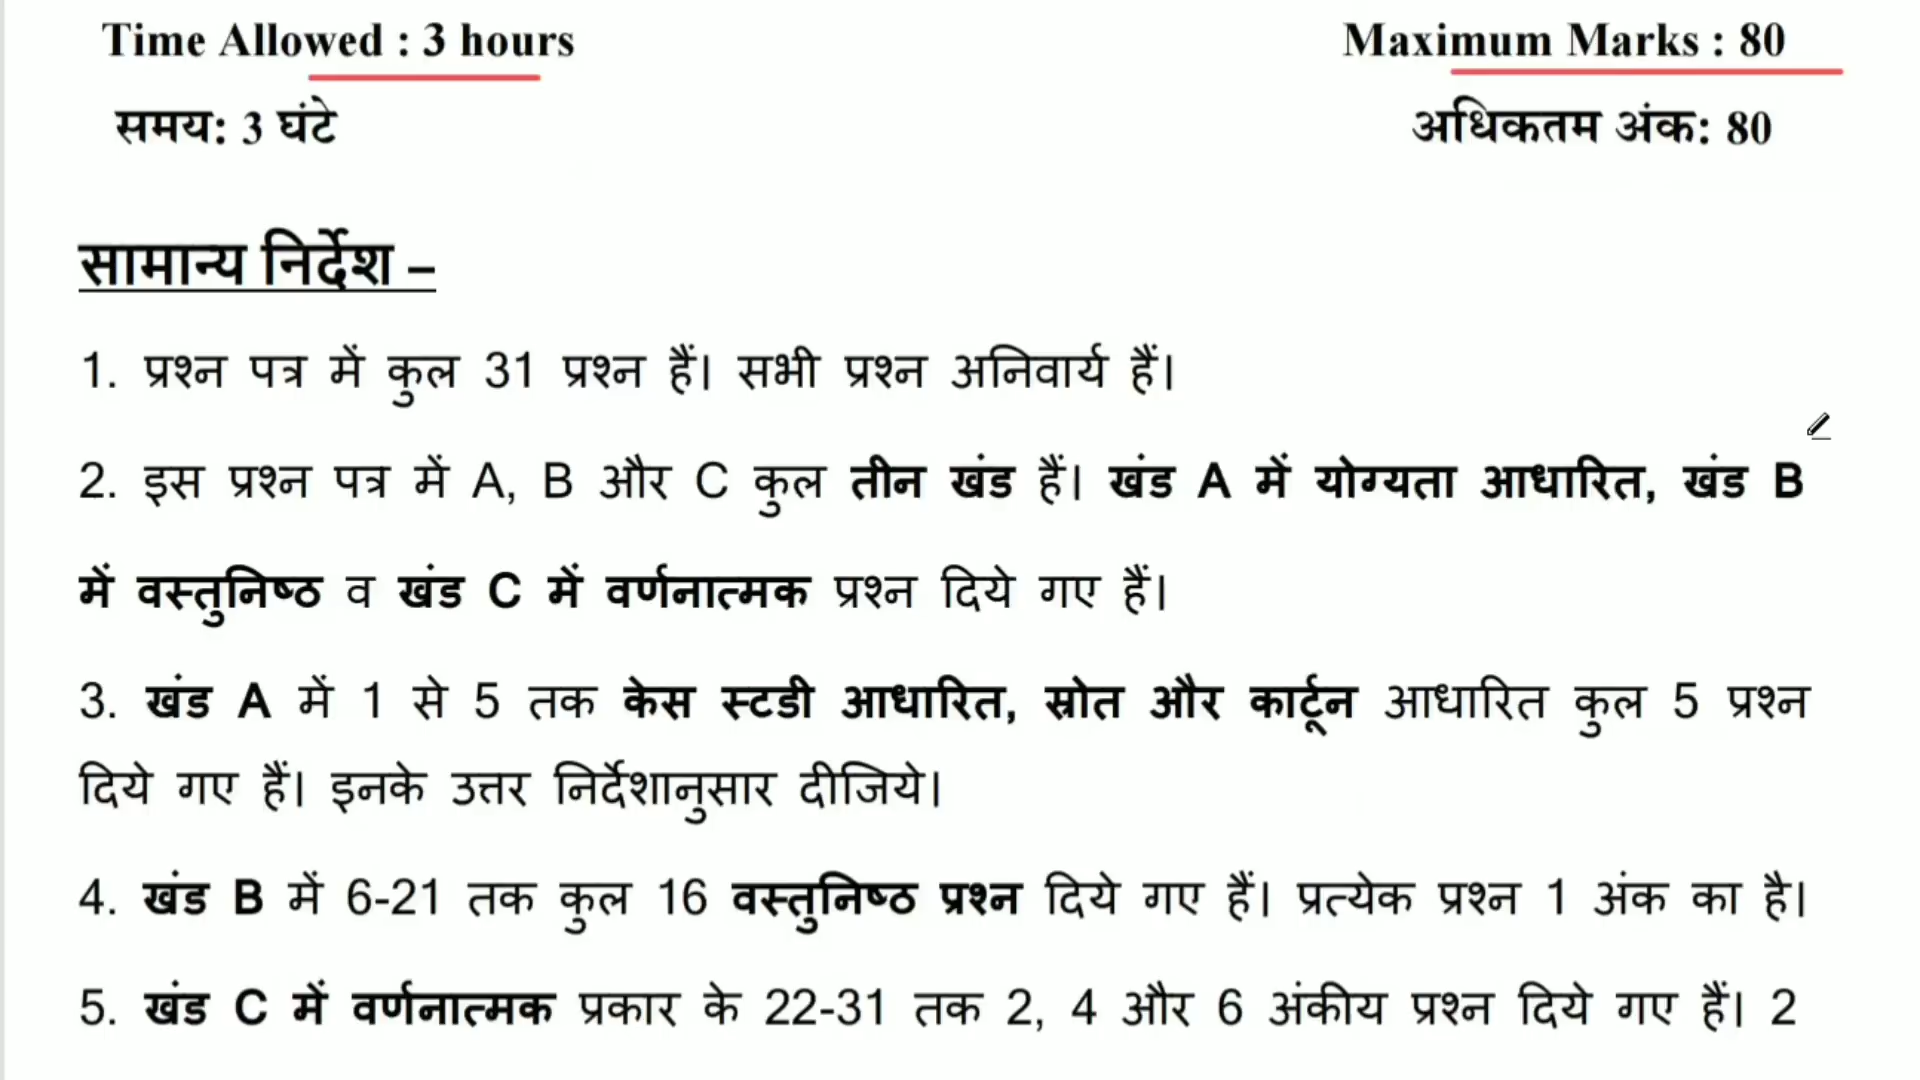 Time Allowed : 3 hours Maximum Marks : 80
समय: 3 घंटे अधिकतम अंक: 80
सामान्य निर्देश –
1. प्रश्न पत्र में कुल 31 प्रश्न हैं। सभी प्रश्न अनिवार्य हैं।
2. इस प्रश्न पत्र में A, B और C कुल तीन खंड हैं। खंड A में योग्यता आधारित, खंड B
में वस्तुनिष्ठ व खंड C में वर्णनात्मक प्रश्न दिये गए हैं।
3. खंड A में 1 से 5 तक केस स्टडी आधारित, स्रोत और कार्टून आधारित कुल 5 प्रश्न
दिये गए हैं। इनके उत्तर निर्देशानुसार दीजिये।
4. खंड B में 6-21 तक कुल 16 वस्तुनिष्ठ प्रश्न दिये गए हैं। प्रत्येक प्रश्न 1 अंक का है।
5. खंड C में वर्णनात्मक प्रकार के 22-31 तक 2, 4 और 6 अंकीय प्रश्न दिये गए हैं। 2